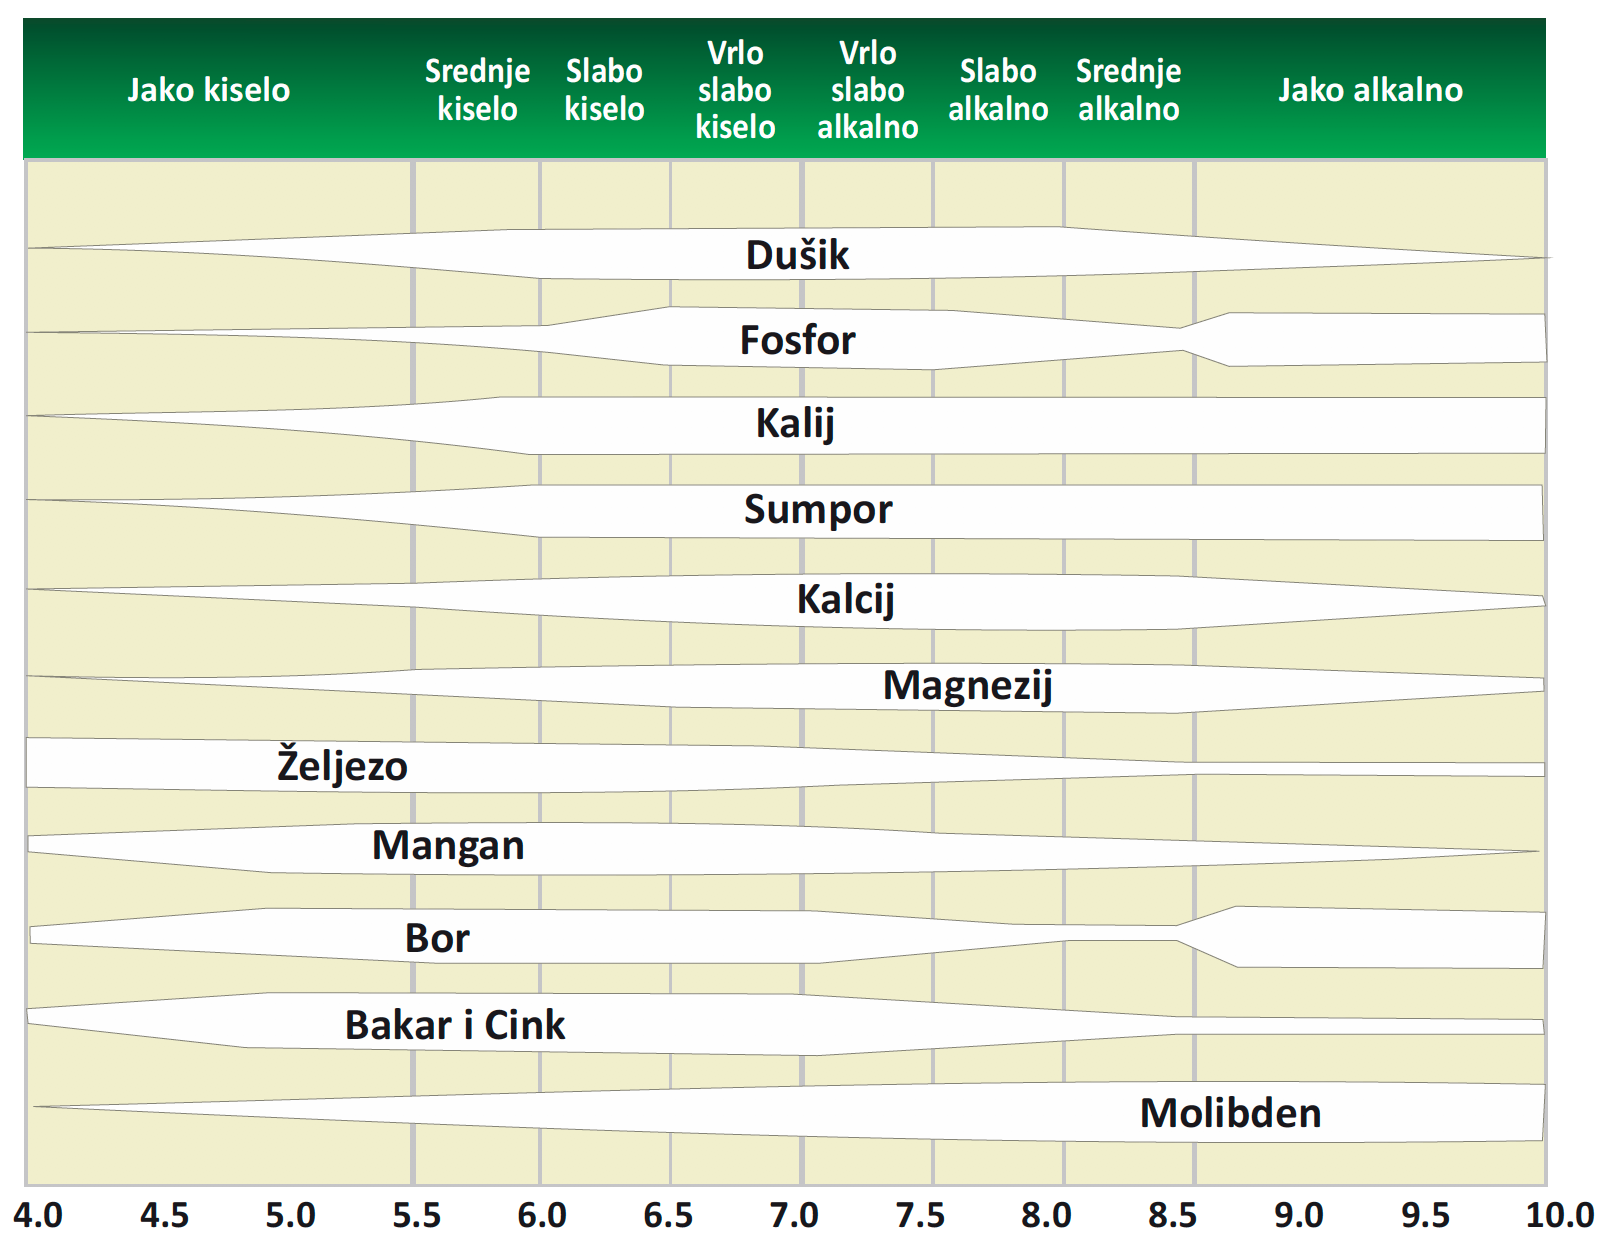 Jako kiselo
Srednje
kiselo
Slabo
kiselo
Vrlo
slabo
kiselo
Vrlo
slabo
alkalno
Slabo
alkalno
Srednje
alkalno
Jako alkalno
Dušik
Fosfor
Kalij
Sumpor
Kalcij
Magnezij
Željezo
Mangan
Bor
Bakar i Cink
Molibden
4.0 4.5 5.0 5.5 6.0 6.5 7.0 7.5 8.0 8.5 9.0 9.5 10.0